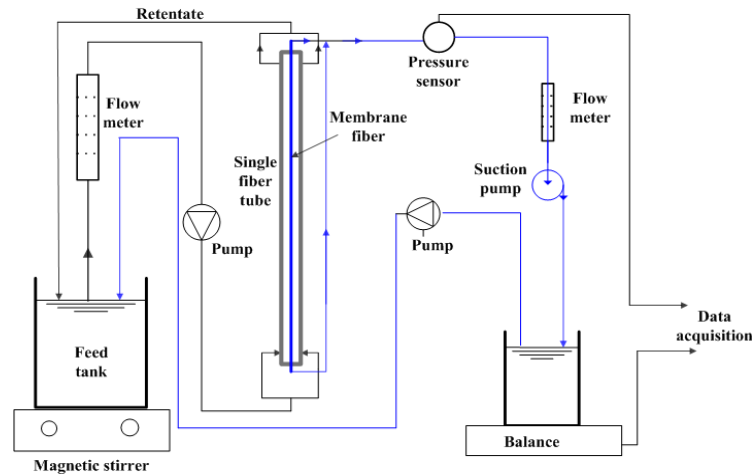 Retentate
Flow
meter
Membrane
fiber
Single
fiber
tube
Pump
Pressure
sensor
Flow
meter
Suction
pump
Pump
Data
acquisition
Feed
tank
Balance
Magnetic stirrer